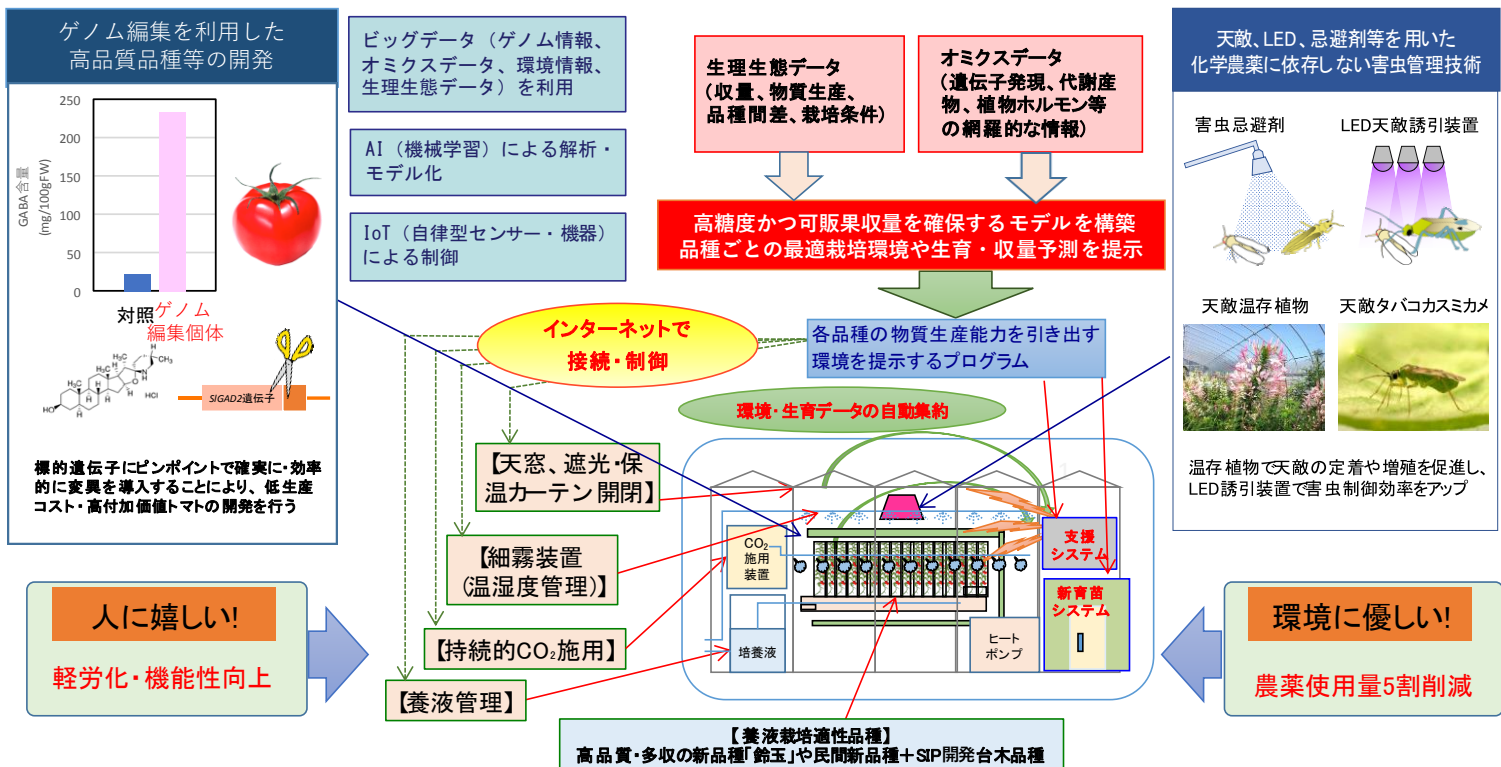 ゲノム編集を利用した
高品質品種等の開発
250
200
150
100
50
0
GABA含量
(mg/100gFW)
対照
ゲノム
編集個体
H₃C
CH₃
CH₃
CH₃
H
N
H
O
H
H
H
H
HO
HCl
SlGAD2遺伝子
標的遺伝子にピンポイントで確実に・効率
的に変異を導入することにより、低生産
コスト・高付加価値トマトの開発を行う
ビッグデータ（ゲノム情報、
オミクスデータ、環境情報、
生理生態データ）を利用
AI（機械学習）による解析・
モデル化
IoT（自律型センサー・機器）
による制御
生理生態データ
(収量、物質生産、
品種間差、栽培条件)
オミクスデータ
(遺伝子発現、代謝産
物、植物ホルモン等
の網羅的な情報)
高糖度かつ可販果収量を確保するモデルを構築
品種ごとの最適栽培環境や生育・収量予測を提示
インターネットで
接続・制御
各品種の物質生産能力を引き出す
環境を提示するプログラム
環境・生育データの自動集約
【天窓、遮光・保
温カーテン開閉】
【細霧装置
(温湿度管理)】
【持続的CO₂施用】
【養液管理】
CO₂
施用
装置
培養液
ヒート
ポンプ
支援
システム
新育苗
システム
【養液栽培適性品種】
高品質・多収の新品種「鈴玉」や民間新品種＋SIP開発台木品種
天敵、LED、忌避剤等を用いた
化学農薬に依存しない害虫管理技術
害虫忌避剤
LED天敵誘引装置
天敵温存植物
天敵タバコカスミカメ
温存植物で天敵の定着や増殖を促進し、
LED誘引装置で害虫制御効率をアップ
人に嬉しい!
軽労化・機能性向上
環境に優しい!
農薬使用量5割削減